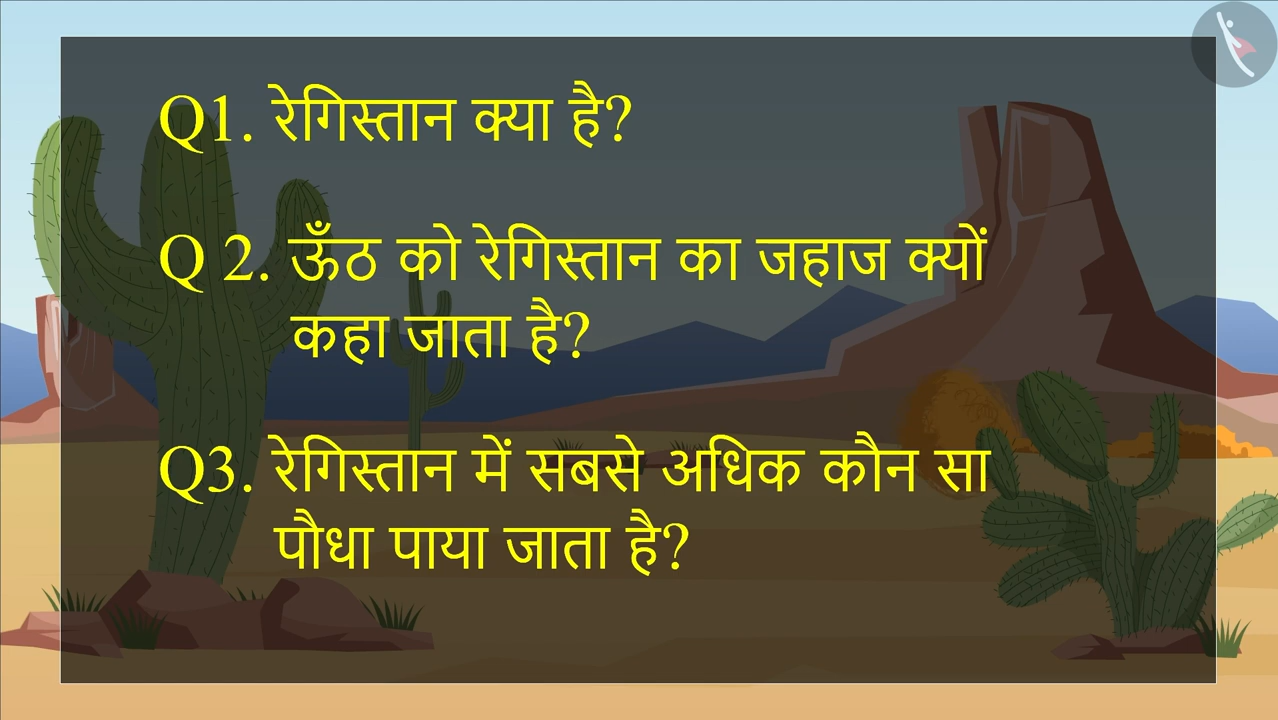 Q1. रेगिस्तान क्या है?
Q 2. ऊँठ को रेगिस्तान का जहाज क्यों
कहा जाता है?
Q3. रेगिस्तान में सबसे अधिक कौन सा
पौधा पाया जाता है?